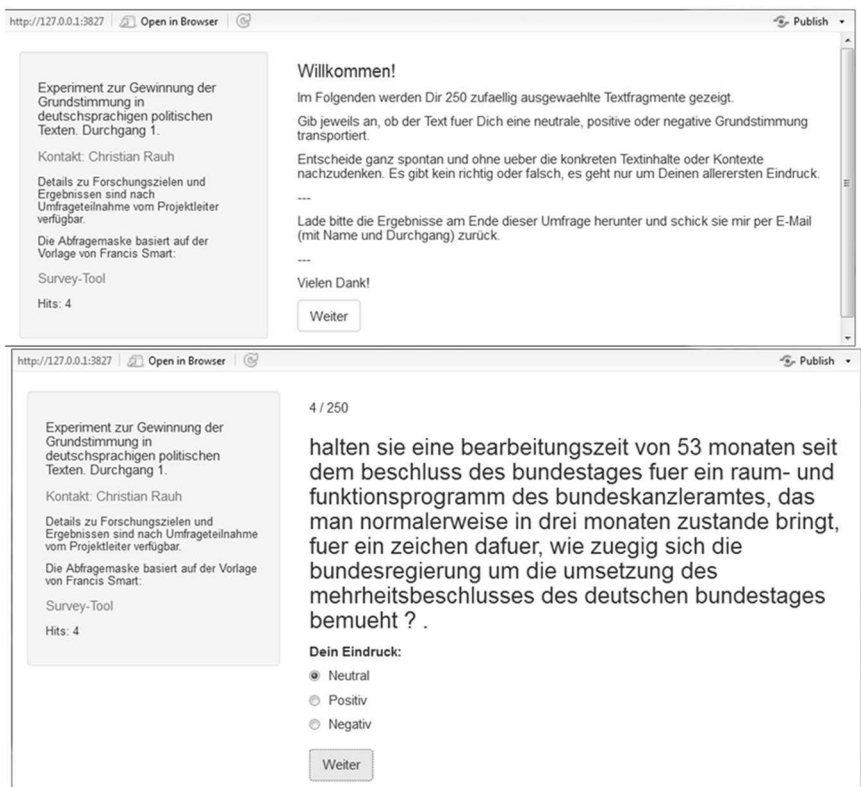 http://127.0.0.1:3827 Open in Browser Publish
Experiment zur Gewinnung der
Grundstimmung in
deutschsprachigen politischen
Texten. Durchgang 1.
Kontakt: Christian Rauh
Details zu Forschungszielen und
Ergebnissen sind nach
Umfrageteilnahme vom Projektleiter
verfügbar.
Die Abfragemaske basiert auf der
Vorlage von Francis Smart:
Survey-Tool
Hits: 4
Willkommen!
Im Folgenden werden Dir 250 zufaellig ausgewaehlte Textfragmente gezeigt.
Gib jeweils an, ob der Text fuer Dich eine neutrale, positive oder negative Grundstimmung
transportiert.
Entscheide ganz spontan und ohne ueber die konkreten Textinhalte oder Kontexte
nachzudenken. Es gibt kein richtig oder falsch, es geht nur um Deinen allerersten Eindruck.
---
Lade bitte die Ergebnisse am Ende dieser Umfrage herunter und schick sie mir per E-Mail
(mit Name und Durchgang) zurück.
---
Vielen Dank!
Weiter
http://127.0.0.1:3827 Open in Browser Publish
Experiment zur Gewinnung der
Grundstimmung in
deutschsprachigen politischen
Texten. Durchgang 1.
Kontakt: Christian Rauh
Details zu Forschungszielen und
Ergebnissen sind nach Umfrageteilnahme
vom Projektleiter verfügbar.
Die Abfragemaske basiert auf der Vorlage
von Francis Smart:
Survey-Tool
Hits: 4
4 / 250
halten sie eine bearbeitungszeit von 53 monaten seit
dem beschluss des bundestages fuer ein raum- und
funktionsprogramm des bundeskanzleramtes, das
man normalerweise in drei monaten zustande bringt,
fuer ein zeichen dafuer, wie zuegig sich die
bundesregierung um die umsetzung des
mehrheitsbeschlusses des deutschen bundestages
bemueht ? .
Dein Eindruck:
Neutral
Positiv
Negativ
Weiter